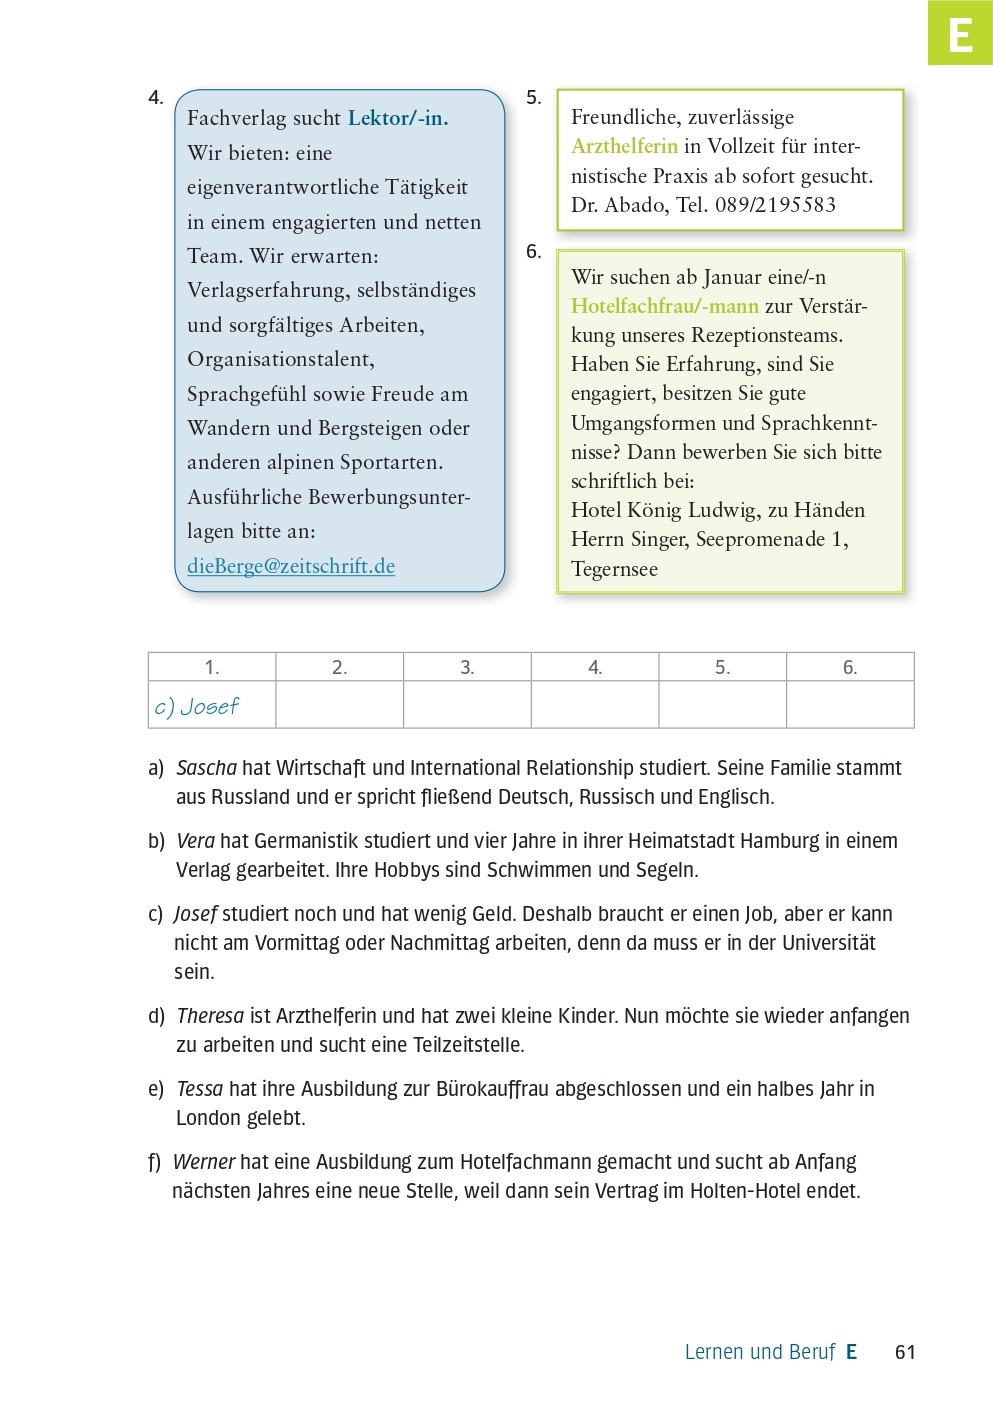 E
4.
Fachverlag sucht Lektor/-in.
Wir bieten: eine
eigenverantwortliche Tätigkeit
in einem engagierten und netten
Team. Wir erwarten:
Verlagserfahrung, selbständiges
und sorgfältiges Arbeiten,
Organisationstalent,
Sprachgefühl sowie Freude am
Wandern und Bergsteigen oder
anderen alpinen Sportarten.
Ausführliche Bewerbungsunter-
lagen bitte an:
dieBerge@zeitschrift.de
5.
Freundliche, zuverlässige
Arzthelferin in Vollzeit für inter-
nistische Praxis ab sofort gesucht.
Dr. Abado, Tel. 089/2195583
6.
Wir suchen ab Januar eine/-n
Hotelfachfrau/-mann zur Verstär-
kung unseres Rezeptionsteams.
Haben Sie Erfahrung, sind Sie
engagiert, besitzen Sie gute
Umgangsformen und Sprachkennt-
nisse? Dann bewerben Sie sich bitte
schriftlich bei:
Hotel König Ludwig, zu Händen
Herrn Singer, Seepromenade 1,
Tegernsee
1. 2. 3. 4. 5. 6.
c) Josef
a) Sascha hat Wirtschaft und International Relationship studiert. Seine Familie stammt
aus Russland und er spricht fließend Deutsch, Russisch und Englisch.
b) Vera hat Germanistik studiert und vier Jahre in ihrer Heimatstadt Hamburg in einem
Verlag gearbeitet. Ihre Hobbys sind Schwimmen und Segeln.
c) Josef studiert noch und hat wenig Geld. Deshalb braucht er einen Job, aber er kann
nicht am Vormittag oder Nachmittag arbeiten, denn da muss er in der Universität
sein.
d) Theresa ist Arzthelferin und hat zwei kleine Kinder. Nun möchte sie wieder anfangen
zu arbeiten und sucht eine Teilzeitstelle.
e) Tessa hat ihre Ausbildung zur Bürokauffrau abgeschlossen und ein halbes Jahr in
London gelebt.
f) Werner hat eine Ausbildung zum Hotelfachmann gemacht und sucht ab Anfang
nächsten Jahres eine neue Stelle, weil dann sein Vertrag im Holten-Hotel endet.
Lernen und Beruf E 61